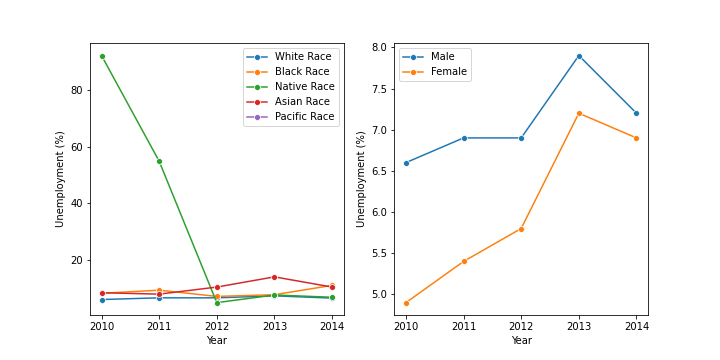 White Race
Black Race
Native Race
Asian Race
Pacific Race
80
60
40
20
Unemployment (%)
2010 2011 2012 2013 2014
Year
Male
Female
8.0
7.5
7.0
6.5
6.0
5.5
5.0
Unemployment (%)
2010 2011 2012 2013 2014
Year